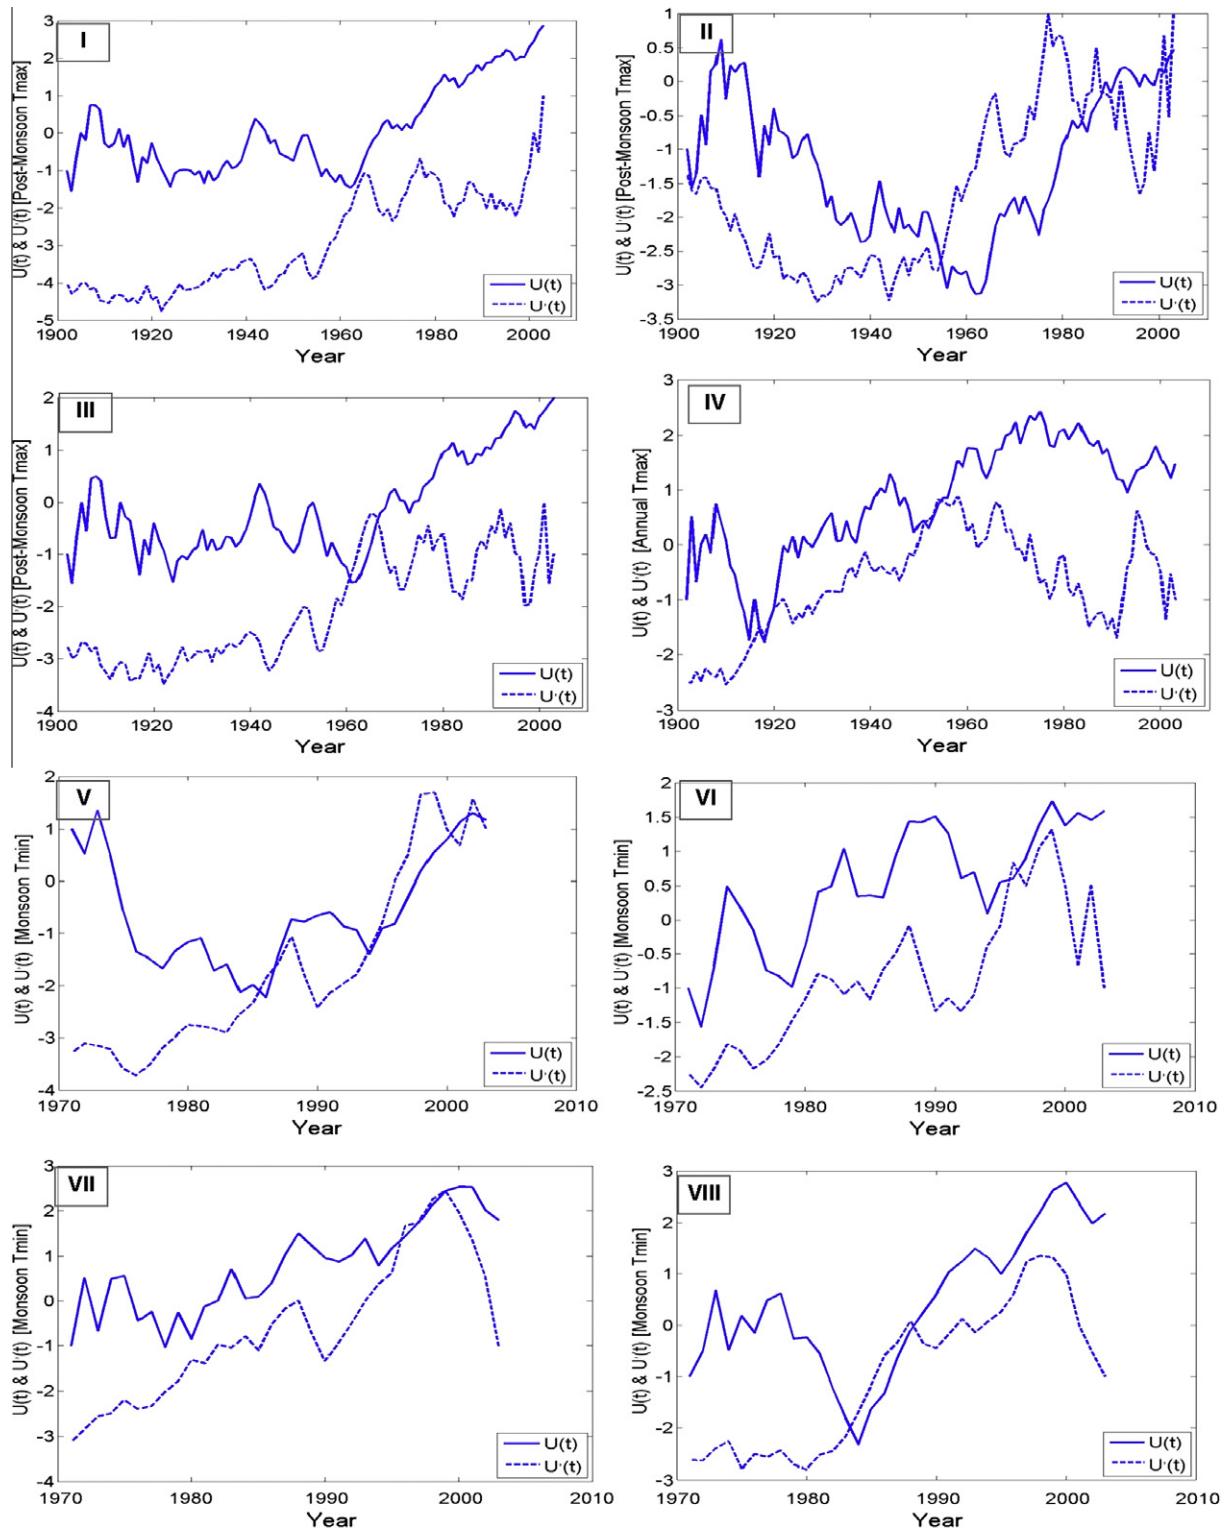 I
U(t) & U'(t) [Post-Monsoon Tmax]
3
2
1
0
-1
-2
-3
-4
-5
1900 1920 1940 1960 1980 2000
Year
U(t)
U'(t)
II
U(t) & U'(t) [Post-Monsoon Tmax]
1
0.5
0
-0.5
-1
-1.5
-2
-2.5
-3
-3.5
1900 1920 1940 1960 1980 2000
Year
U(t)
U'(t)
III
U(t) & U'(t) [Post-Monsoon Tmax]
2
1
0
-1
-2
-3
-4
1900 1920 1940 1960 1980 2000
Year
U(t)
U'(t)
IV
U(t) & U'(t) [Annual Tmax]
3
2
1
0
-1
-2
-3
1900 1920 1940 1960 1980 2000
Year
U(t)
U'(t)
V
U(t) & U'(t) [Monsoon Tmin]
2
1
0
-1
-2
-3
-4
1970 1980 1990 2000 2010
Year
U(t)
U'(t)
VI
U(t) & U'(t) [Monsoon Tmin]
2
1.5
1
0.5
0
-0.5
-1
-1.5
-2
-2.5
1970 1980 1990 2000 2010
Year
U(t)
U'(t)
VII
U(t) & U'(t) [Monsoon Tmin]
3
2
1
0
-1
-2
-3
-4
1970 1980 1990 2000 2010
Year
U(t)
U'(t)
VIII
U(t) & U'(t) [Monsoon Tmin]
3
2
1
0
-1
-2
-3
1970 1980 1990 2000 2010
Year
U(t)
U'(t)